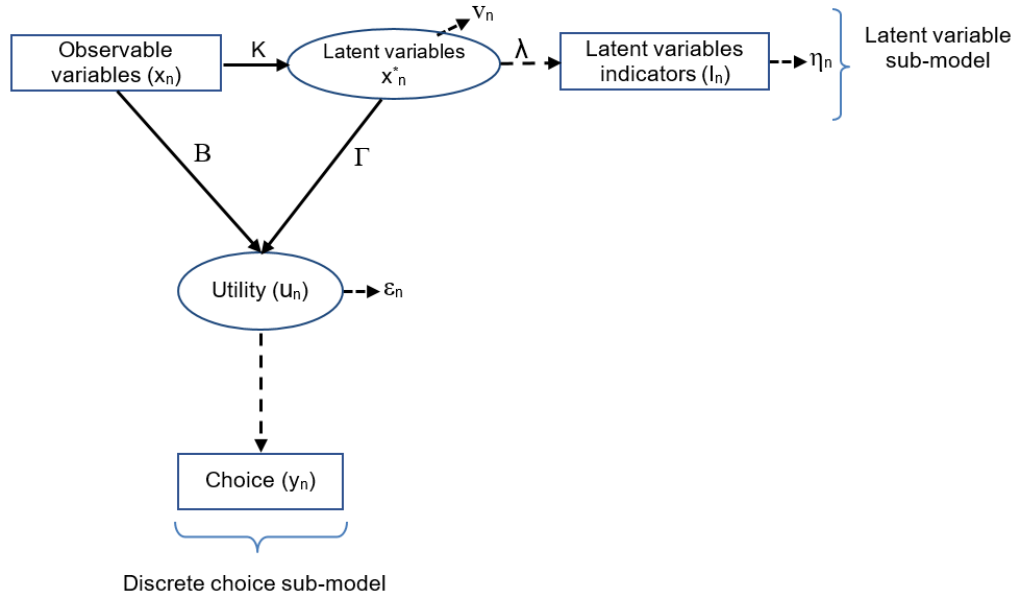 Observable
variables (xₙ)
K
Latent variables
x*ₙ
νₙ
λ
Latent variables
indicators (Iₙ)
ηₙ
Latent variable
sub-model
B
Γ
Utility (uₙ)
εₙ
Choice (yₙ)
Discrete choice sub-model